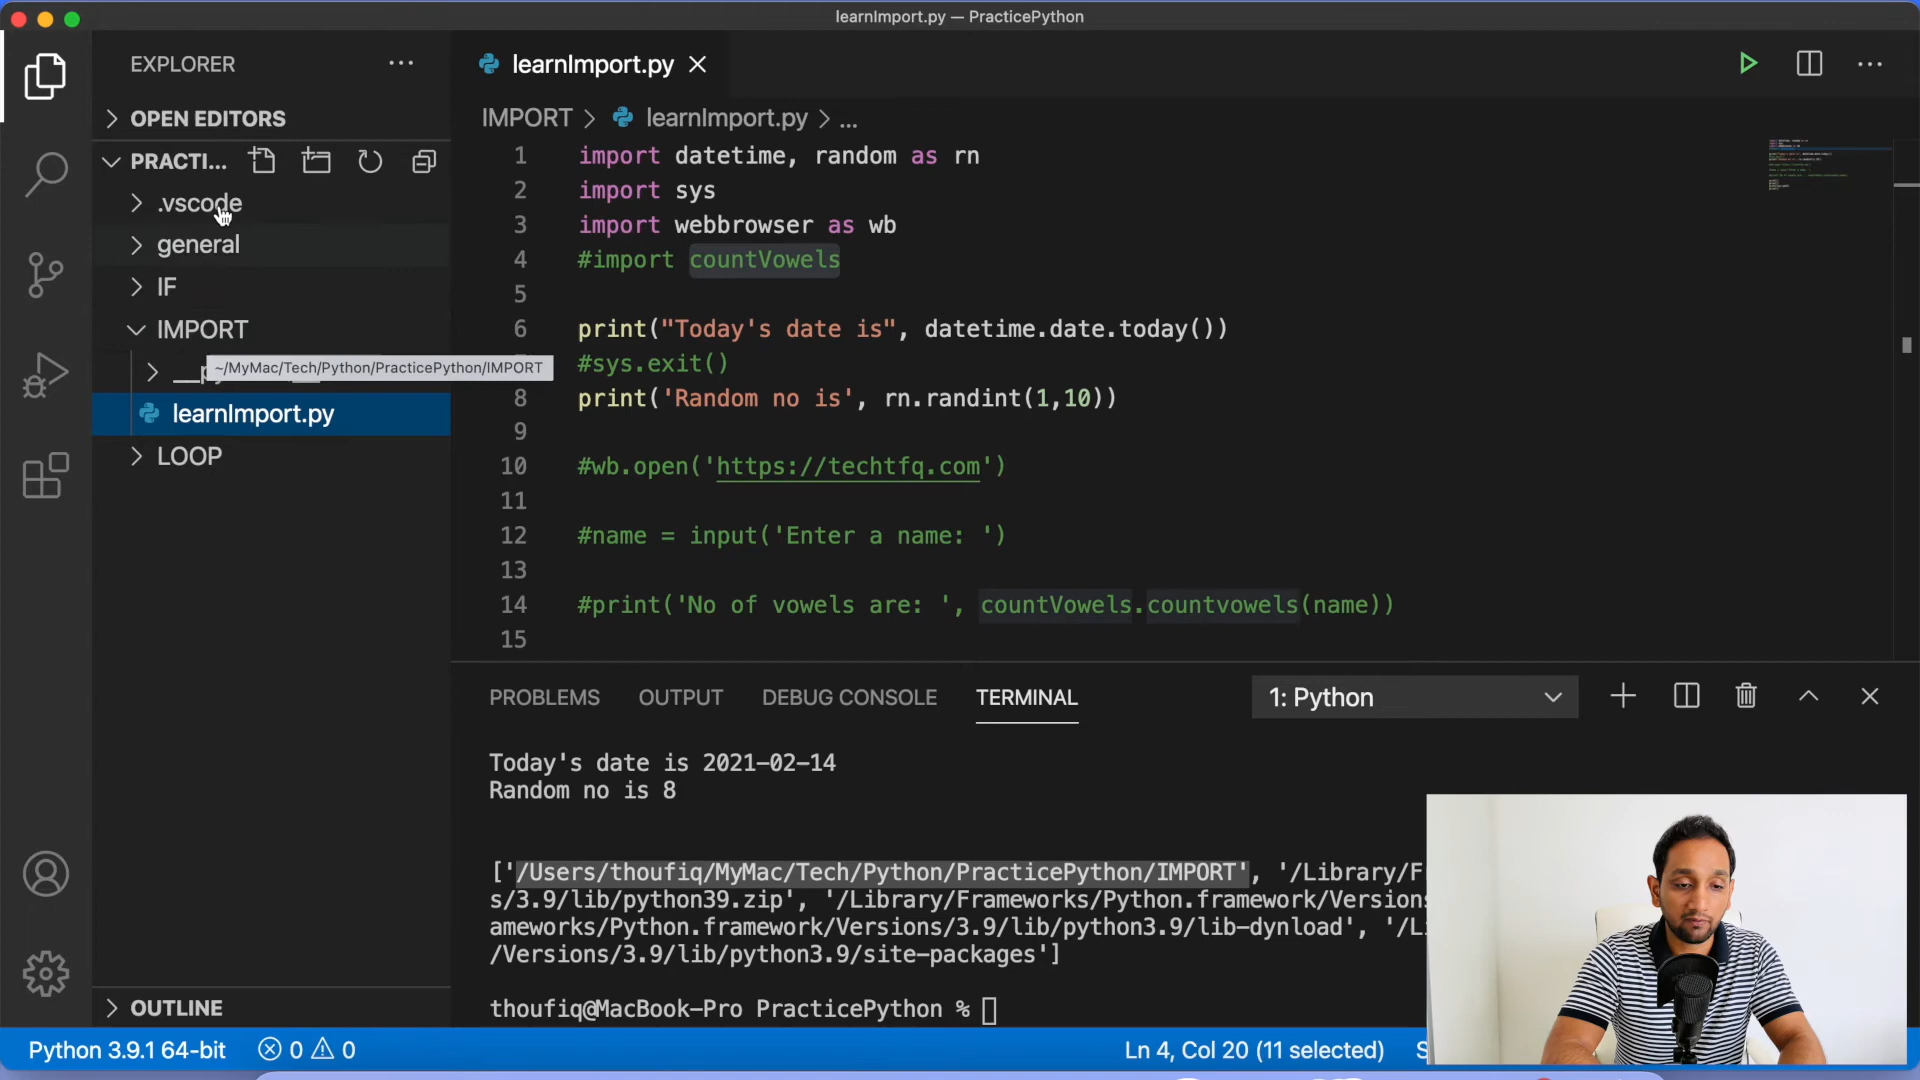 learnImport.py — PracticePython
EXPLORER
learnImport.py
OPEN EDITORS
IMPORT > learnImport.py > ...
PRACTI...
.vscode
general
IF
IMPORT
~/MyMac/Tech/Python/PracticePython/IMPORT
learnImport.py
LOOP
OUTLINE
1 import datetime, random as rn
2 import sys
3 import webbrowser as wb
4 #import countVowels
5
6 print("Today's date is", datetime.date.today())
#sys.exit()
8 print('Random no is', rn.randint(1,10))
9
10 #wb.open('https://techtfq.com')
11
12 #name = input('Enter a name: ')
13
14 #print('No of vowels are: ', countVowels.countvowels(name))
15
PROBLEMS OUTPUT DEBUG CONSOLE TERMINAL 1: Python
Today's date is 2021-02-14
Random no is 8
['/Users/thoufiq/MyMac/Tech/Python/PracticePython/IMPORT', '/Library/F
s/3.9/lib/python39.zip', '/Library/Frameworks/Python.framework/Versions
ameworks/Python.framework/Versions/3.9/lib/python3.9/lib-dynload', '/Li
/Versions/3.9/lib/python3.9/site-packages']
thoufiq@MacBook-Pro PracticePython %
Python 3.9.1 64-bit 0 0 Ln 4, Col 20 (11 selected)